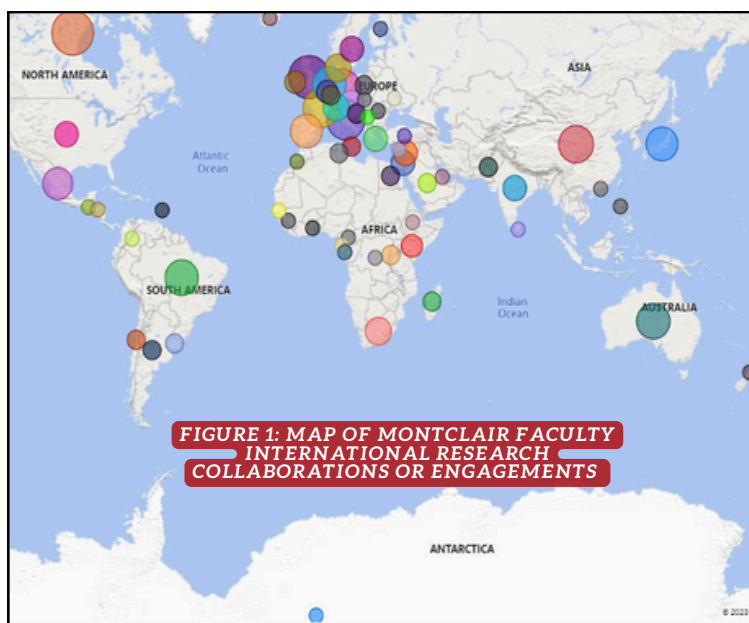 NORTH AMERICA
EUROPE
ASIA
Atlantic
Ocean
AFRICA
SOUTH AMERICA
Indian
Ocean
AUSTRALIA
FIGURE 1: MAP OF MONTCLAIR FACULTY
INTERNATIONAL RESEARCH
COLLABORATIONS OR ENGAGEMENTS
ANTARCTICA
© 2023